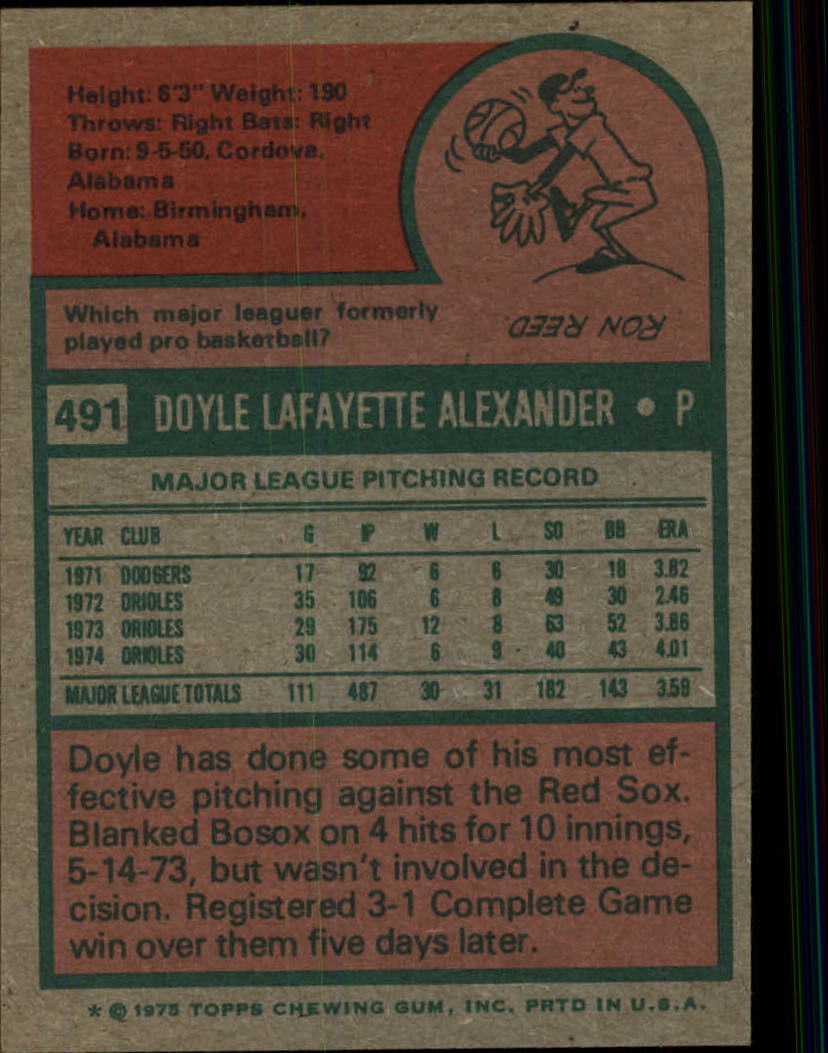 Height: 6'3" Weight: 190
Throws: Right Bats: Right
Born: 9-5-50, Cordova,
Alabama
Home: Birmingham,
Alabama
Which major leaguer formerly
played pro basketball?
RON REED
491 DOYLE LAFAYETTE ALEXANDER • P
MAJOR LEAGUE PITCHING RECORD
YEAR CLUB G IP W L SO BB ERA
1971 DODGERS 17 92 6 6 30 18 3.82
1972 ORIOLES 35 106 6 8 49 30 2.46
1973 ORIOLES 29 175 12 8 63 52 3.86
1974 ORIOLES 30 114 6 9 40 43 4.01
MAJOR LEAGUE TOTALS 111 487 30 31 182 143 3.59
Doyle has done some of his most ef-
fective pitching against the Red Sox.
Blanked Bosox on 4 hits for 10 innings,
5-14-73, but wasn't involved in the de-
cision. Registered 3-1 Complete Game
win over them five days later.
* © 1975 TOPPS CHEWING GUM, INC. PRTD IN U.S.A.